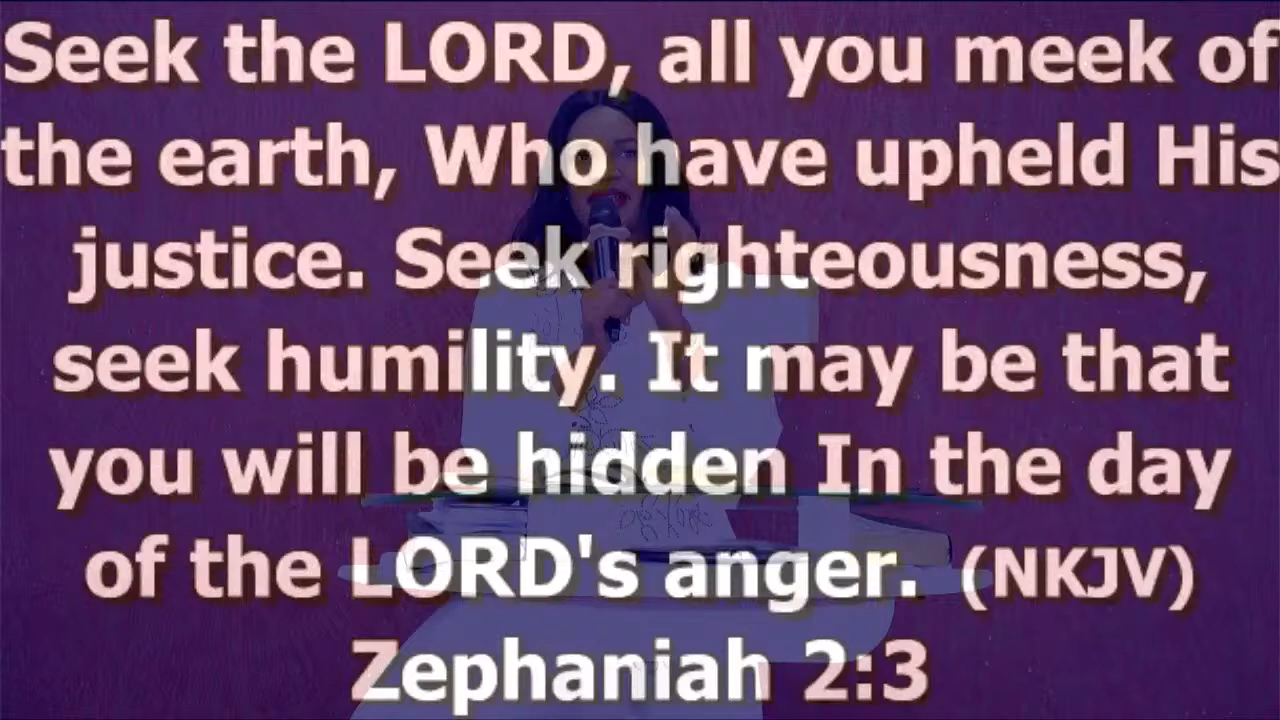 Seek the LORD, all you meek of
the earth, Who have upheld His
justice. Seek righteousness,
seek humility. It may be that
you will be hidden In the day
of the LORD's anger. (NKJV)
Zephaniah 2:3